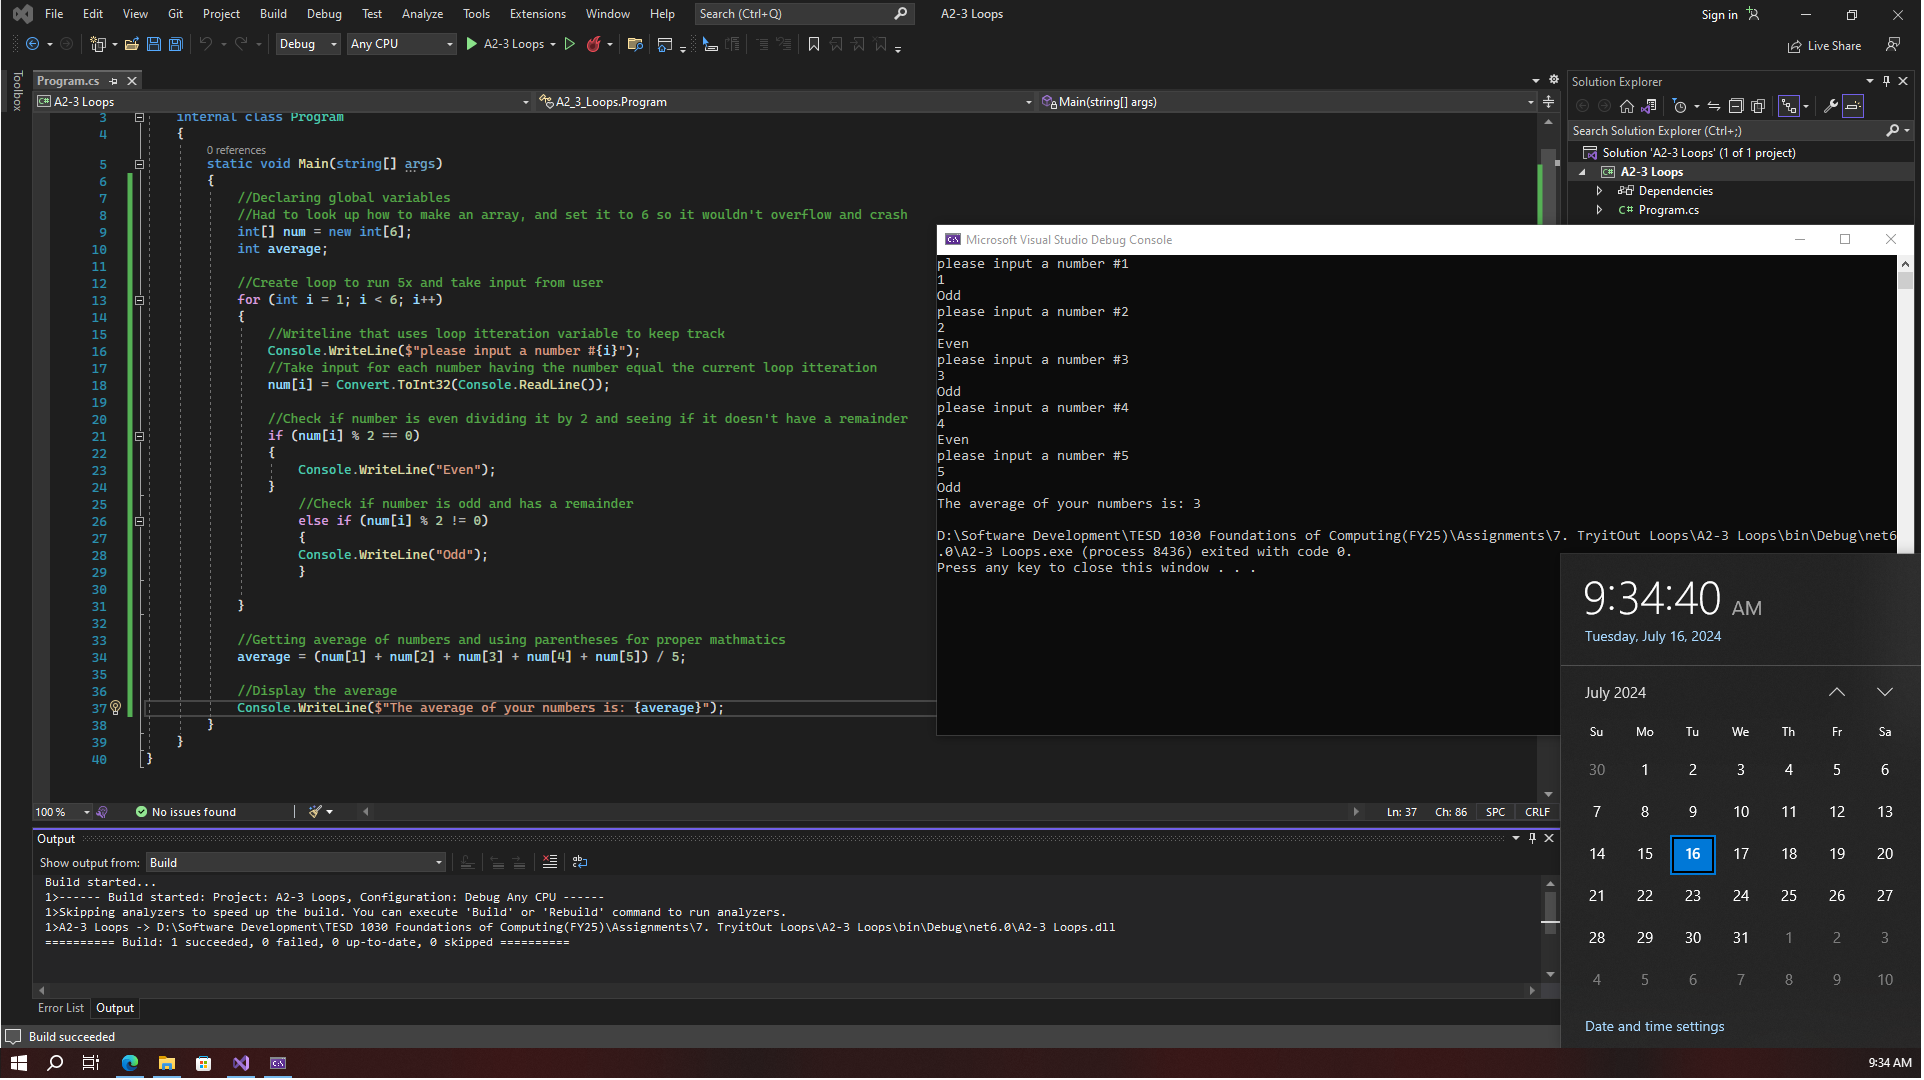 File Edit View Git Project Build Debug Test Analyze Tools Extensions Window Help Search (Ctrl+Q) A2-3 Loops Sign in
Debug Any CPU A2-3 Loops Live Share
Toolbox
Program.cs
A2-3 Loops A2_3_Loops.Program Main(string[] args)
3 internal class Program
4 {
0 references
5 static void Main(string[] args)
6 {
7 //Declaring global variables
8 //Had to look up how to make an array, and set it to 6 so it wouldn't overflow and crash
9 int[] num = new int[6];
10 int average;
11
12 //Create loop to run 5x and take input from user
13 for (int i = 1; i < 6; i++)
14 {
15 //Writeline that uses loop itteration variable to keep track
16 Console.WriteLine($"please input a number #{i}");
17 //Take input for each number having the number equal the current loop itteration
18 num[i] = Convert.ToInt32(Console.ReadLine());
19
20 //Check if number is even dividing it by 2 and seeing if it doesn't have a remainder
21 if (num[i] % 2 == 0)
22 {
23 Console.WriteLine("Even");
24 }
25 //Check if number is odd and has a remainder
26 else if (num[i] % 2 != 0)
27 {
28 Console.WriteLine("Odd");
29 }
30
31 }
32
33 //Getting average of numbers and using parentheses for proper mathmatics
34 average = (num[1] + num[2] + num[3] + num[4] + num[5]) / 5;
35
36 //Display the average
37 Console.WriteLine($"The average of your numbers is: {average}");
38 }
39 }
40 }
100 % No issues found Ln: 37 Ch: 86 SPC CRLF
Solution Explorer
Search Solution Explorer (Ctrl+;)
Solution 'A2-3 Loops' (1 of 1 project)
A2-3 Loops
Dependencies
C# Program.cs
Microsoft Visual Studio Debug Console
please input a number #1
1
Odd
please input a number #2
2
Even
please input a number #3
3
Odd
please input a number #4
4
Even
please input a number #5
5
Odd
The average of your numbers is: 3
D:\Software Development\TESD 1030 Foundations of Computing(FY25)\Assignments\7. TryitOut Loops\A2-3 Loops\bin\Debug\net6
.0\A2-3 Loops.exe (process 8436) exited with code 0.
Press any key to close this window . . .
Output
Show output from: Build
Build started...
1>------ Build started: Project: A2-3 Loops, Configuration: Debug Any CPU ------
1>Skipping analyzers to speed up the build. You can execute 'Build' or 'Rebuild' command to run analyzers.
1>A2-3 Loops -> D:\Software Development\TESD 1030 Foundations of Computing(FY25)\Assignments\7. TryitOut Loops\A2-3 Loops\bin\Debug\net6.0\A2-3 Loops.dll
========== Build: 1 succeeded, 0 failed, 0 up-to-date, 0 skipped ==========
Error List Output
Build succeeded
9:34:40 AM
Tuesday, July 16, 2024
July 2024
Su Mo Tu We Th Fr Sa
30 1 2 3 4 5 6
7 8 9 10 11 12 13
14 15 16 17 18 19 20
21 22 23 24 25 26 27
28 29 30 31 1 2 3
4 5 6 7 8 9 10
Date and time settings
9:34 AM